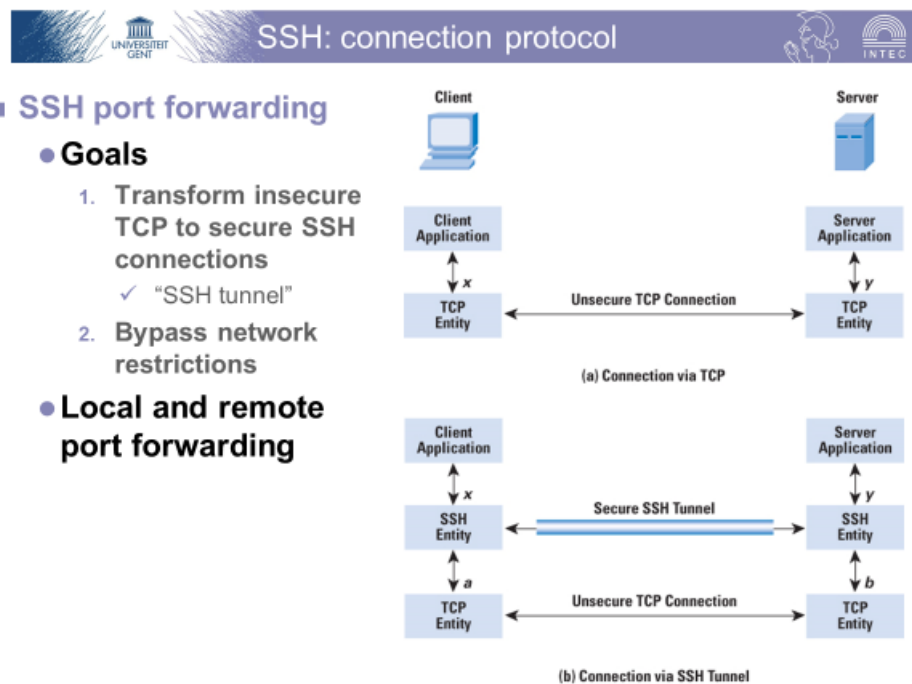 UNIVERSITEIT
GENT
SSH: connection protocol
INTEC
SSH port forwarding
Goals
1. Transform insecure
TCP to secure SSH
connections
✓ “SSH tunnel”
2. Bypass network
restrictions
Local and remote
port forwarding
Client
Server
Client
Application
Server
Application
x
y
TCP
Entity
Unsecure TCP Connection
TCP
Entity
(a) Connection via TCP
Client
Application
Server
Application
x
y
SSH
Entity
Secure SSH Tunnel
SSH
Entity
a
b
TCP
Entity
Unsecure TCP Connection
TCP
Entity
(b) Connection via SSH Tunnel